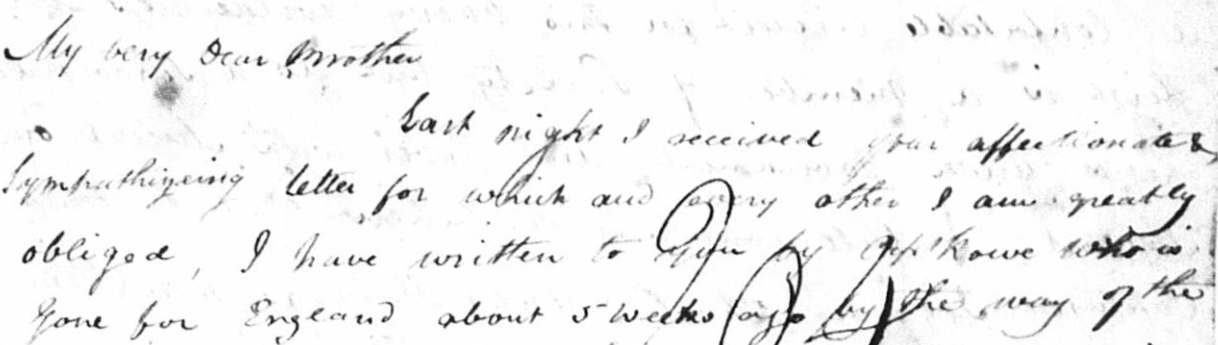 My very Dear Brother
Last night I received your affectionate &
Sympathizeing letter for which and every other I am greatly
obliged, I have written to you by Rowe who is
gone for England about 5 weeks ago by the way of the